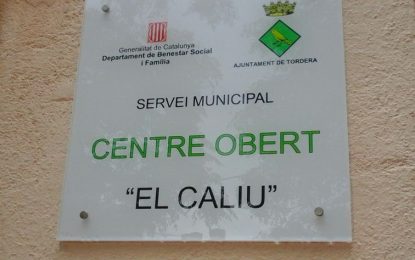 Generalitat de Catalunya
Departament de Benestar Social
i Família
AJUNTAMENT DE TORDERA
SERVEI MUNICIPAL
CENTRE OBERT
“EL CALIU”